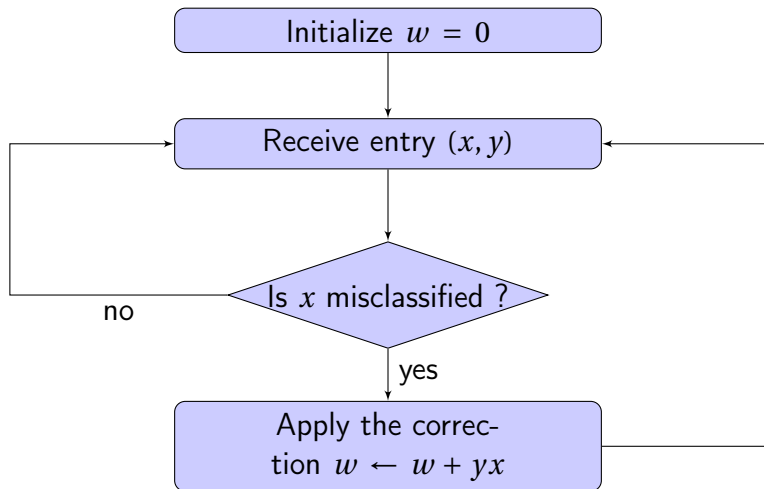 Initialize w = 0
Receive entry (x, y)
Is x misclassified ?
no
yes
Apply the correc-
tion w ← w + yx